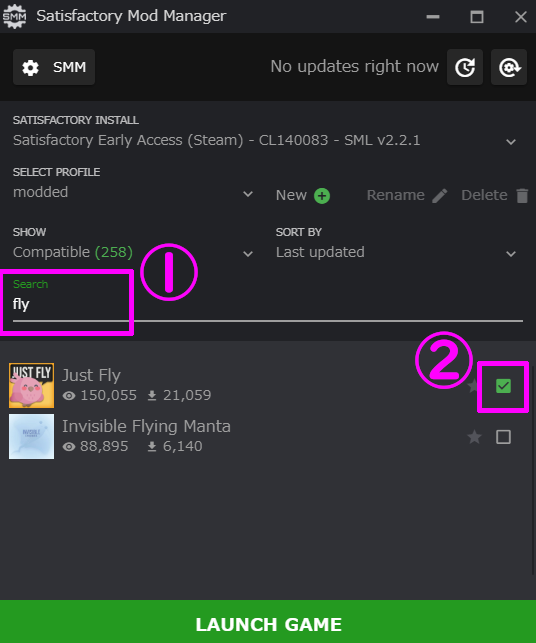 SMM Satisfactory Mod Manager
SMM No updates right now
SATISFACTORY INSTALL
Satisfactory Early Access (Steam) - CL140083 - SML v2.2.1
SELECT PROFILE
modded New Rename Delete
SHOW SORT BY
Compatible (258) Last updated
①
Search
fly
②
JUST FLY Just Fly
150,055 21,059
Invisible Flying Manta
88,895 6,140
LAUNCH GAME